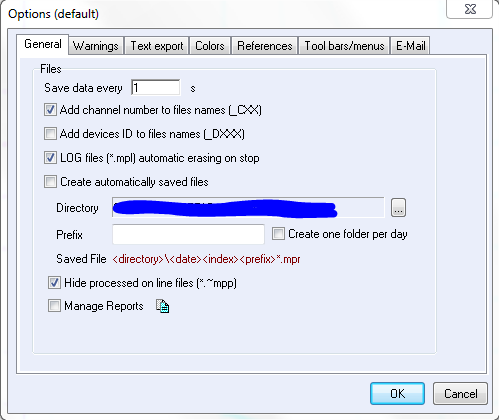 Options (default)
General Warnings Text export Colors References Tool bars/menus E-Mail
Files
Save data every 1 s
Add channel number to files names (_CXX)
Add devices ID to files names (_DXXX)
LOG files (*.mpl) automatic erasing on stop
Create automatically saved files
Directory ...
Prefix Create one folder per day
Saved File <directory>\<date><index><prefix>*.mpr
Hide processed on line files (*.~mpp)
Manage Reports
OK Cancel